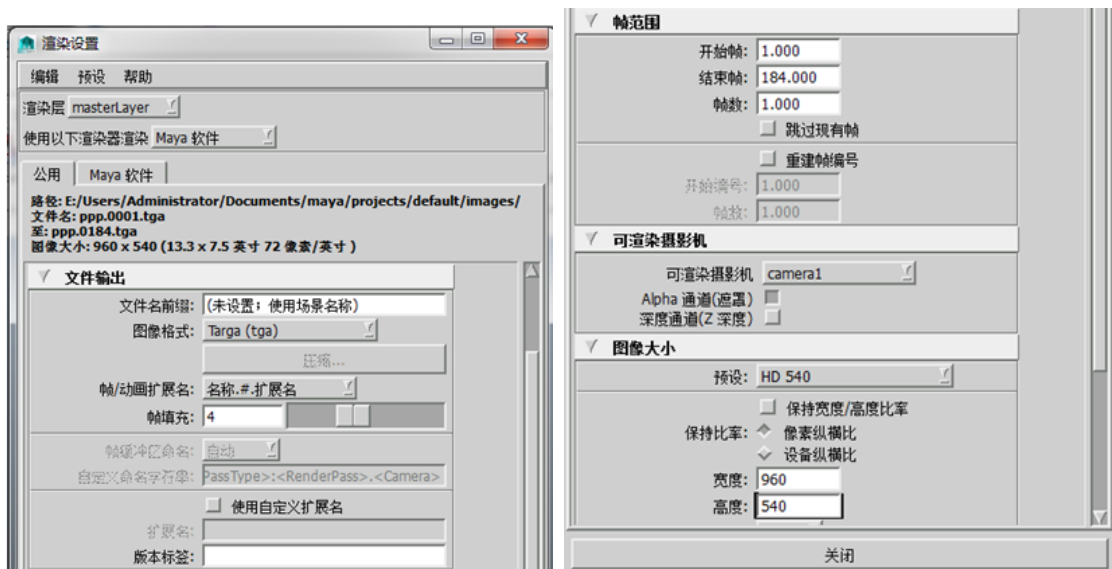 渲染设置
编辑 预设 帮助
渲染层 masterLayer
使用以下渲染器渲染 Maya 软件
公用 Maya 软件
路径: E:/Users/Administrator/Documents/maya/projects/default/images/
文件名: ppp.0001.tga
至: ppp.0184.tga
图像大小: 960 x 540 (13.3 x 7.5 英寸 72 像素/英寸 )
文件输出
文件名前缀: (未设置; 使用场景名称)
图像格式: Targa (tga)
压缩...
帧/动画扩展名: 名称.#.扩展名
帧填充: 4
帧缓冲区命名: 自动
自定义命名字符串: PassType>:<RenderPass>.<Camera>
使用自定义扩展名
扩展名:
版本标签:
帧范围
开始帧: 1.000
结束帧: 184.000
帧数: 1.000
跳过现有帧
重建帧编号
开始编号: 1.000
帧数: 1.000
可渲染摄影机
可渲染摄影机 camera1
Alpha 通道(遮罩)
深度通道(Z 深度)
图像大小
预设: HD 540
保持宽度/高度比率
保持比率: 像素纵横比
设备纵横比
宽度: 960
高度: 540
关闭